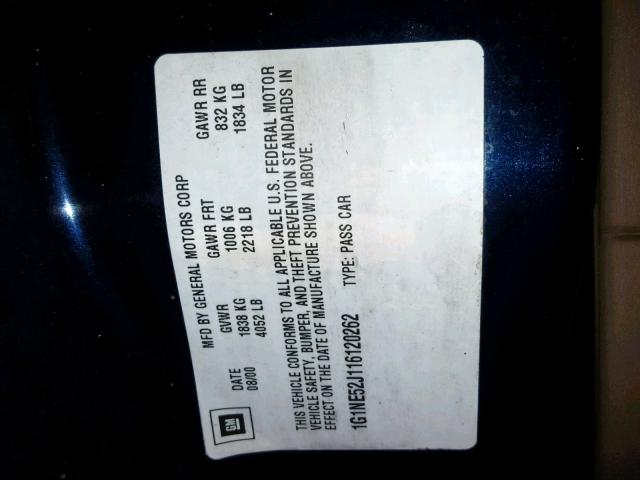 MFD BY GENERAL MOTORS CORP
DATE GVWR GAWR FRT GAWR RR
08/00 1838 KG 1006 KG 832 KG
4052 LB 2218 LB 1834 LB
THIS VEHICLE CONFORMS TO ALL APPLICABLE U.S. FEDERAL MOTOR
VEHICLE SAFETY, BUMPER, AND THEFT PREVENTION STANDARDS IN
EFFECT ON THE DATE OF MANUFACTURE SHOWN ABOVE.
1G1NE52J116120262 TYPE: PASS CAR
GM